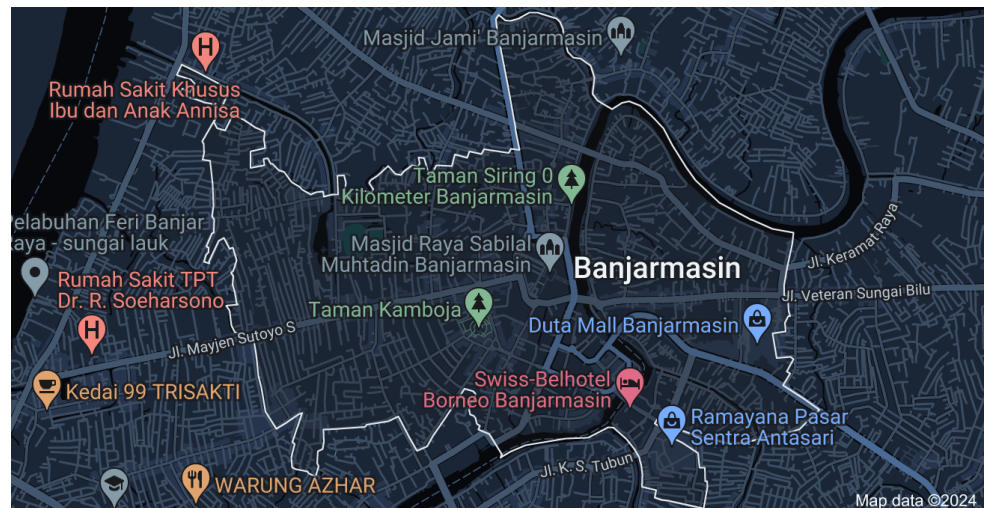 Masjid Jami' Banjarmasin
Rumah Sakit Khusus
Ibu dan Anak Annisa
Taman Siring 0
Kilometer Banjarmasin
Pelabuhan Feri Banjar
Raya - sungai lauk
Masjid Raya Sabilal
Muhtadin Banjarmasin
Banjarmasin
Jl. Keramat Raya
Rumah Sakit TPT
Dr. R. Soeharsono
Jl. Veteran Sungai Bilu
Taman Kamboja
Duta Mall Banjarmasin
Jl. Mayjen Sutoyo S
Kedai 99 TRISAKTI
Swiss-Belhotel
Borneo Banjarmasin
Ramayana Pasar
Sentra-Antasari
Jl. K. S. Tubun
WARUNG AZHAR
Map data ©2024